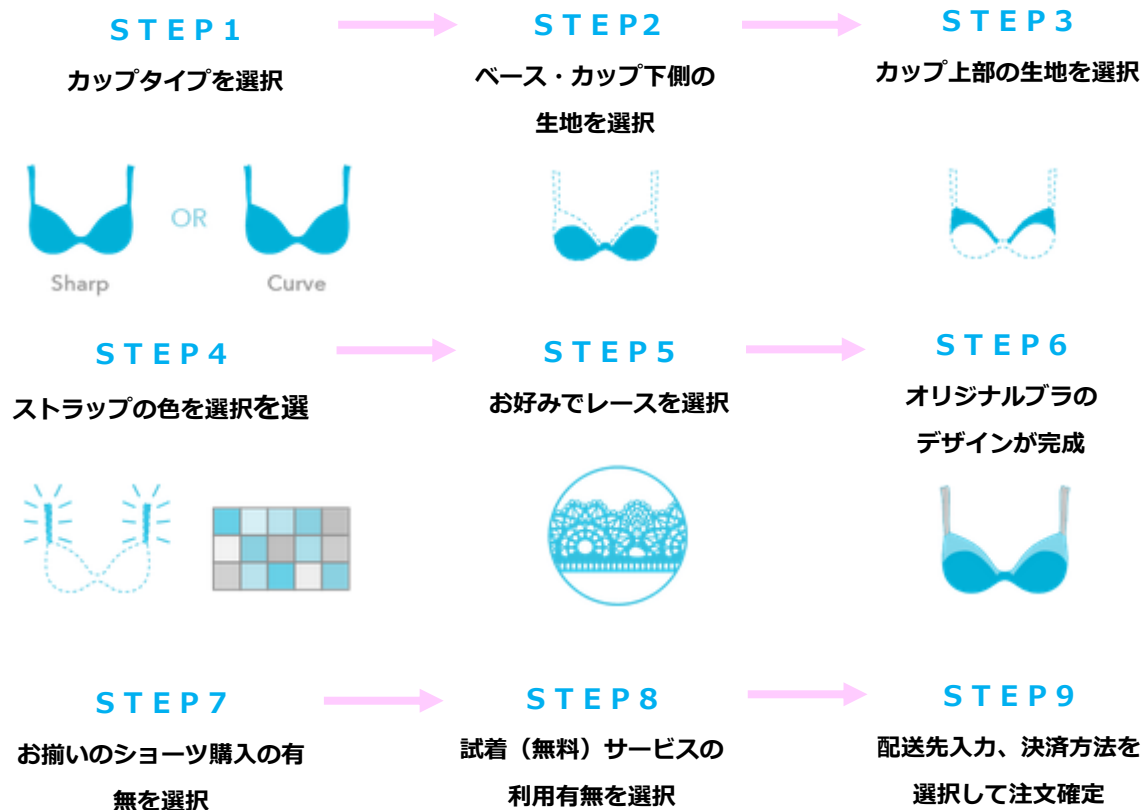 STEP1
カップタイプを選択
OR
Sharp
Curve
STEP2
ベース・カップ下側の
生地を選択
STEP3
カップ上部の生地を選択
STEP4
ストラップの色を選択を選
STEP5
お好みでレースを選択
STEP6
オリジナルブラの
デザインが完成
STEP7
お揃いのショーツ購入の有
無を選択
STEP8
試着（無料）サービスの
利用有無を選択
STEP9
配送先入力、決済方法を
選択して注文確定